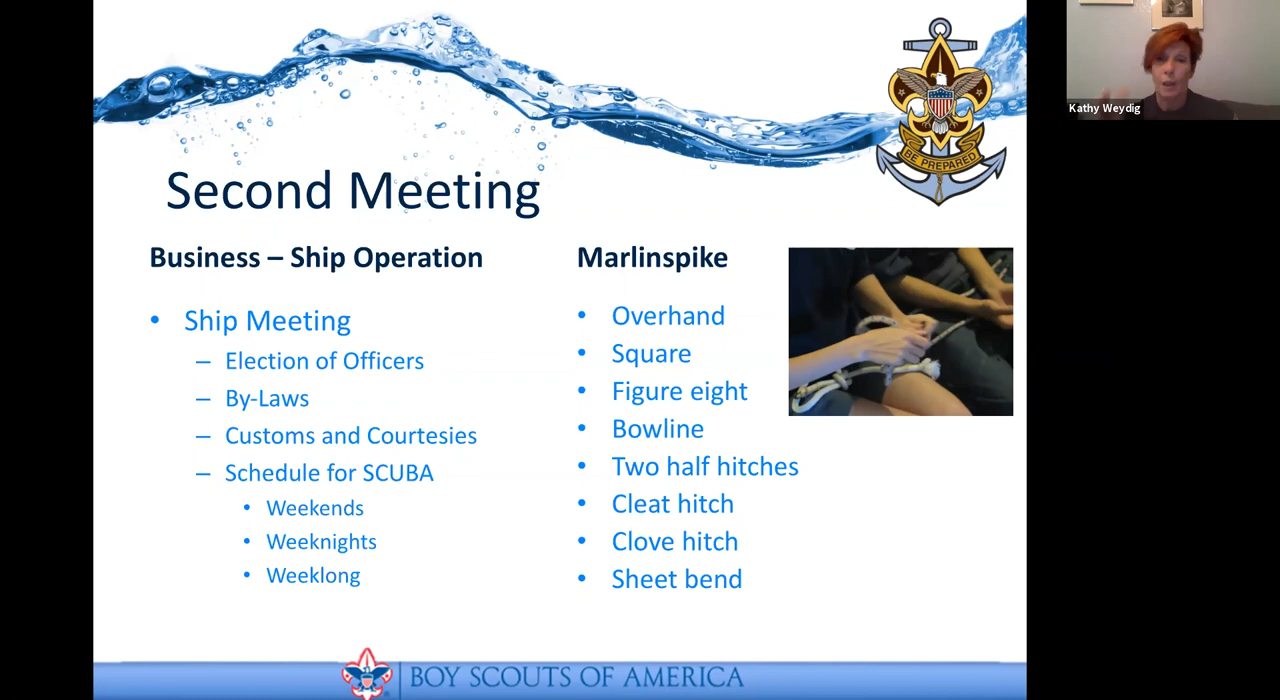 BE PREPARED
Kathy Weydig
Second Meeting
Business – Ship Operation
• Ship Meeting
– Election of Officers
– By-Laws
– Customs and Courtesies
– Schedule for SCUBA
• Weekends
• Weeknights
• Weeklong
Marlinspike
• Overhand
• Square
• Figure eight
• Bowline
• Two half hitches
• Cleat hitch
• Clove hitch
• Sheet bend
BOY SCOUTS OF AMERICA